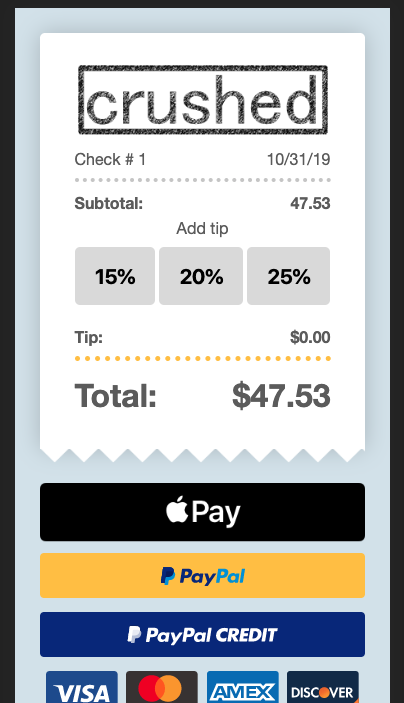 crushed
Check # 1 10/31/19
Subtotal: 47.53
Add tip
15% 20% 25%
Tip: $0.00
Total: $47.53
Pay
PayPal
PayPal CREDIT
VISA AMEX DISCOVER